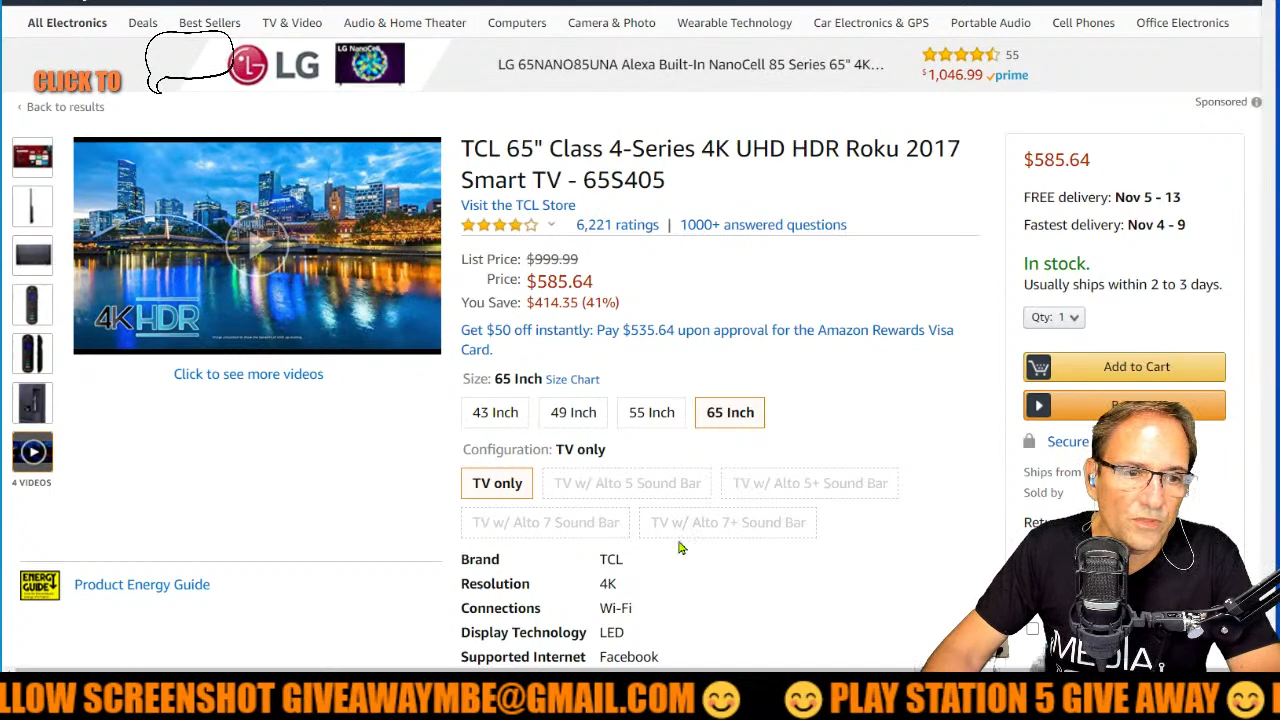 All Electronics Deals Best Sellers TV & Video Audio & Home Theater Computers Camera & Photo Wearable Technology Car Electronics & GPS Portable Audio Cell Phones Office Electronics
LG
LG NanoCell
LG 65NANO85UNA Alexa Built-In NanoCell 85 Series 65" 4K...
55
$1,046.99 prime
CLICK TO
‹ Back to results
Sponsored
TCL 65" Class 4-Series 4K UHD HDR Roku 2017
Smart TV - 65S405
Visit the TCL Store
6,221 ratings | 1000+ answered questions
List Price: $999.99
Price: $585.64
You Save: $414.35 (41%)
Get $50 off instantly: Pay $535.64 upon approval for the Amazon Rewards Visa
Card.
Size: 65 Inch Size Chart
43 Inch 49 Inch 55 Inch 65 Inch
Configuration: TV only
TV only TV w/ Alto 5 Sound Bar TV w/ Alto 5+ Sound Bar
TV w/ Alto 7 Sound Bar TV w/ Alto 7+ Sound Bar
Brand TCL
Resolution 4K
Connections Wi-Fi
Display Technology LED
Supported Internet Facebook
4K HDR
Click to see more videos
4 VIDEOS
ENERGY GUIDE
Product Energy Guide
$585.64
FREE delivery: Nov 5 - 13
Fastest delivery: Nov 4 - 9
In stock.
Usually ships within 2 to 3 days.
Qty: 1
Add to Cart
Secure
Ships from
Sold by
MEDIA
LLOW SCREENSHOT GIVEAWAYMBE@GMAIL.COM PLAY STATION 5 GIVE AWAY